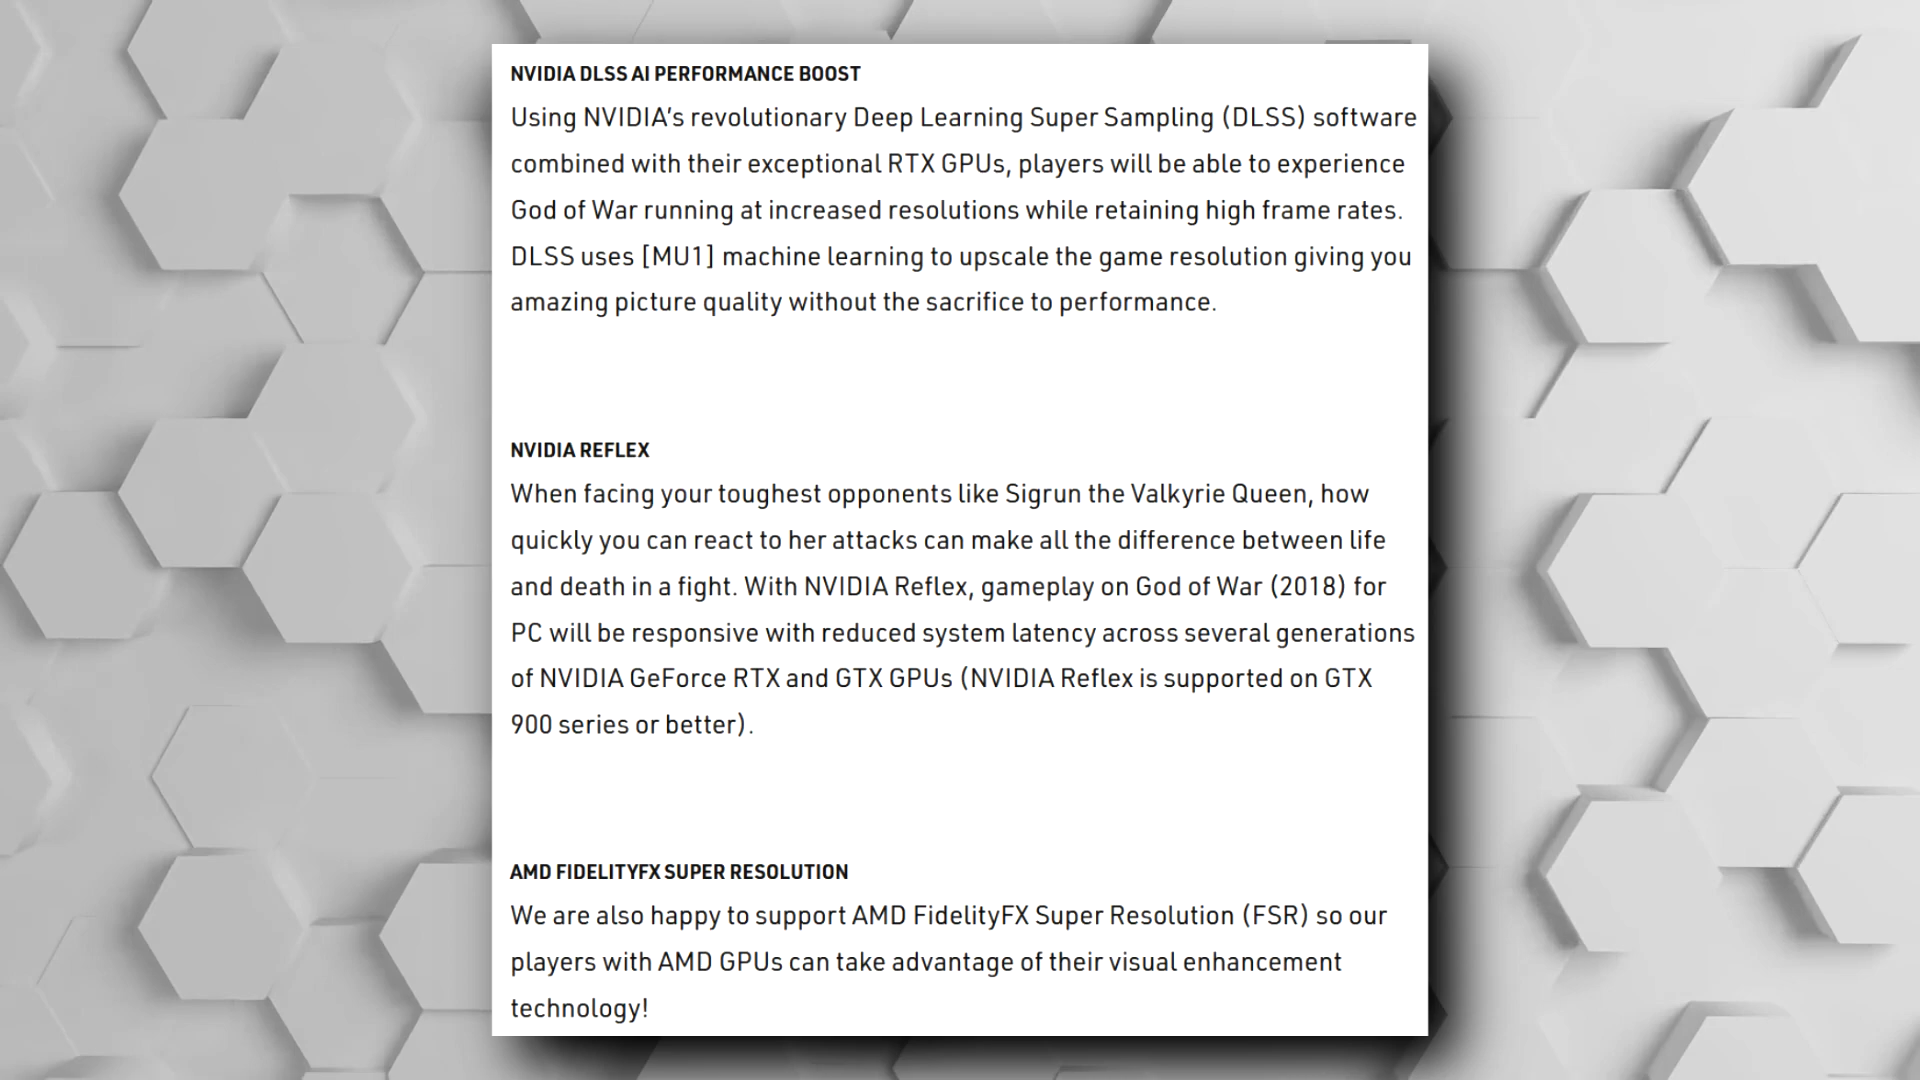 NVIDIA DLSS AI PERFORMANCE BOOST
Using NVIDIA's revolutionary Deep Learning Super Sampling (DLSS) software
combined with their exceptional RTX GPUs, players will be able to experience
God of War running at increased resolutions while retaining high frame rates.
DLSS uses [MU1] machine learning to upscale the game resolution giving you
amazing picture quality without the sacrifice to performance.
NVIDIA REFLEX
When facing your toughest opponents like Sigrun the Valkyrie Queen, how
quickly you can react to her attacks can make all the difference between life
and death in a fight. With NVIDIA Reflex, gameplay on God of War (2018) for
PC will be responsive with reduced system latency across several generations
of NVIDIA GeForce RTX and GTX GPUs (NVIDIA Reflex is supported on GTX
900 series or better).
AMD FIDELITYFX SUPER RESOLUTION
We are also happy to support AMD FidelityFX Super Resolution (FSR) so our
players with AMD GPUs can take advantage of their visual enhancement
technology!